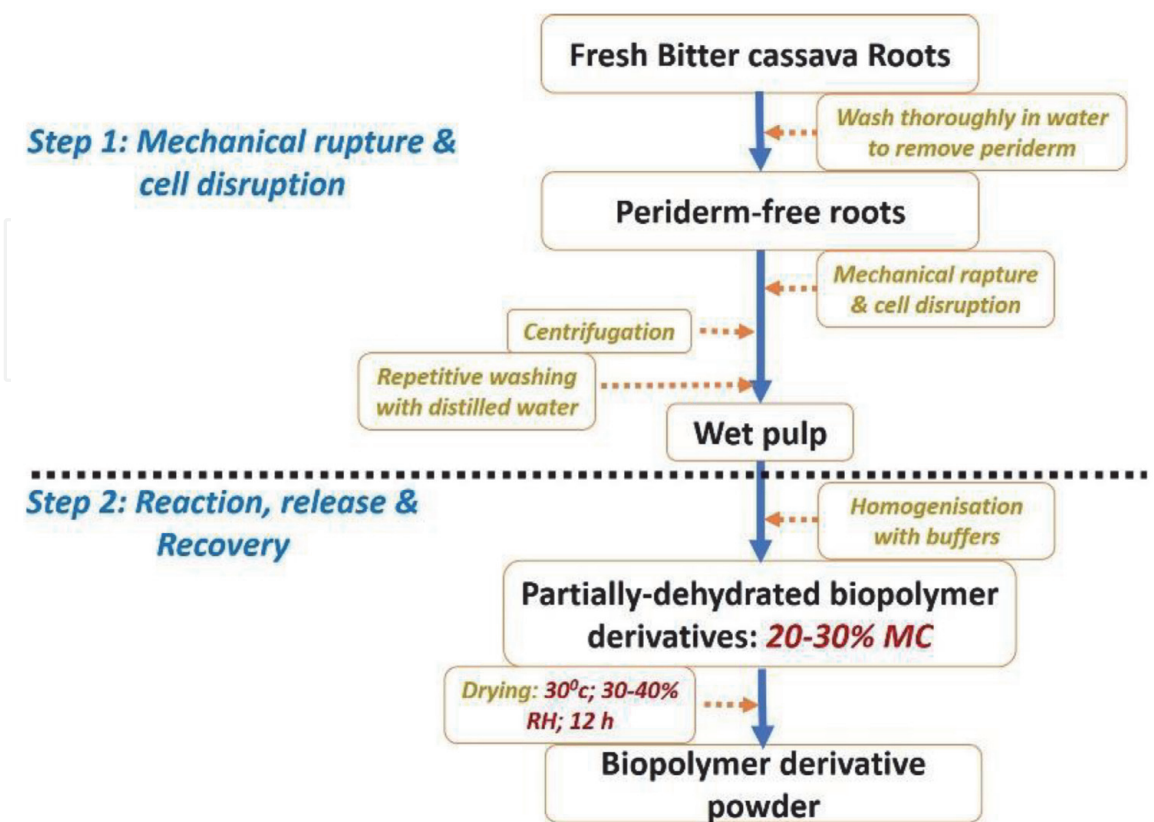 Fresh Bitter cassava Roots
Wash thoroughly in water
to remove periderm
Step 1: Mechanical rupture &
cell disruption
Periderm-free roots
Mechanical rapture
& cell disruption
Centrifugation
Repetitive washing
with distilled water
Wet pulp
Step 2: Reaction, release &
Recovery
Homogenisation
with buffers
Partially-dehydrated biopolymer
derivatives: 20-30% MC
Drying: 30⁰c; 30-40%
RH; 12 h
Biopolymer derivative
powder